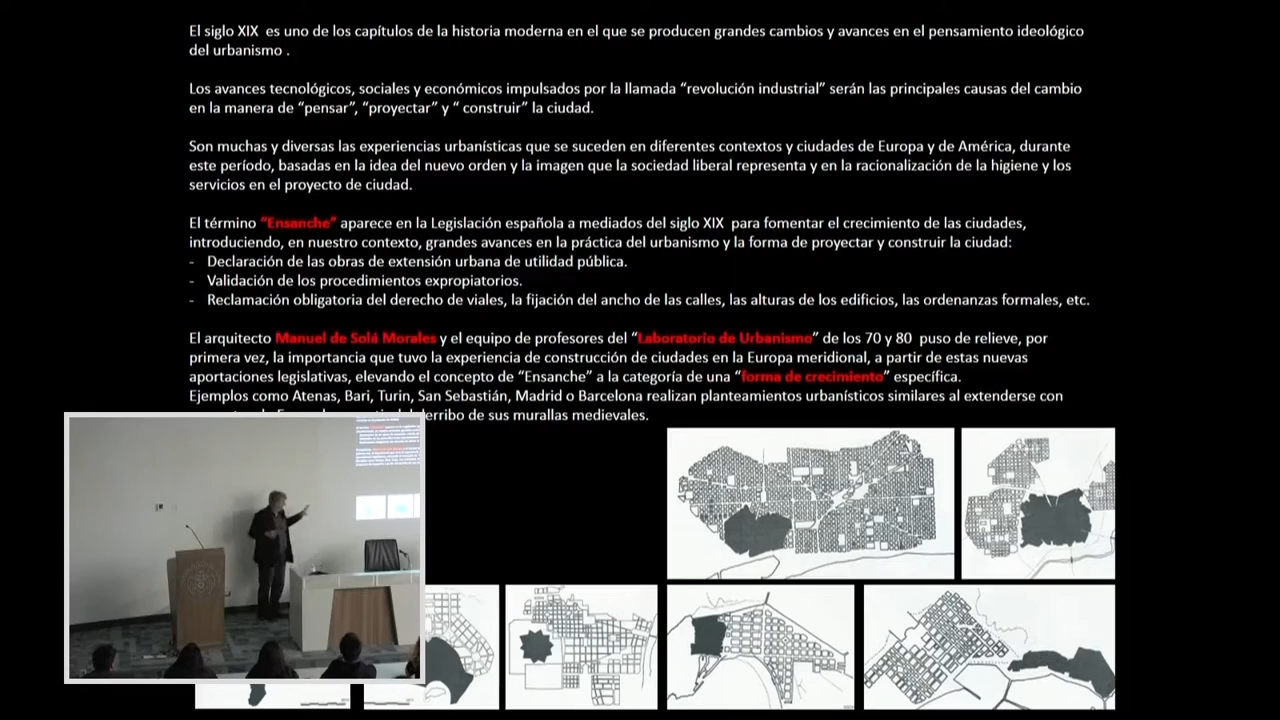 El siglo XIX es uno de los capítulos de la historia moderna en el que se producen grandes cambios y avances en el pensamiento ideológico
del urbanismo .
Los avances tecnológicos, sociales y económicos impulsados por la llamada “revolución industrial” serán las principales causas del cambio
en la manera de “pensar”, “proyectar” y “ construir” la ciudad.
Son muchas y diversas las experiencias urbanísticas que se suceden en diferentes contextos y ciudades de Europa y de América, durante
este período, basadas en la idea del nuevo orden y la imagen que la sociedad liberal representa y en la racionalización de la higiene y los
servicios en el proyecto de ciudad.
El término “Ensanche” aparece en la Legislación española a mediados del siglo XIX para fomentar el crecimiento de las ciudades,
introduciendo, en nuestro contexto, grandes avances en la práctica del urbanismo y la forma de proyectar y construir la ciudad:
- Declaración de las obras de extensión urbana de utilidad pública.
- Validación de los procedimientos expropiatorios.
- Reclamación obligatoria del derecho de viales, la fijación del ancho de las calles, las alturas de los edificios, las ordenanzas formales, etc.
El arquitecto Manuel de Solá Morales y el equipo de profesores del “Laboratorio de Urbanismo” de los 70 y 80 puso de relieve, por
primera vez, la importancia que tuvo la experiencia de construcción de ciudades en la Europa meridional, a partir de estas nuevas
aportaciones legislativas, elevando el concepto de “Ensanche” a la categoría de una “forma de crecimiento” específica.
Ejemplos como Atenas, Bari, Turin, San Sebastián, Madrid o Barcelona realizan planteamientos urbanísticos similares al extenderse con
de sus murallas medievales.